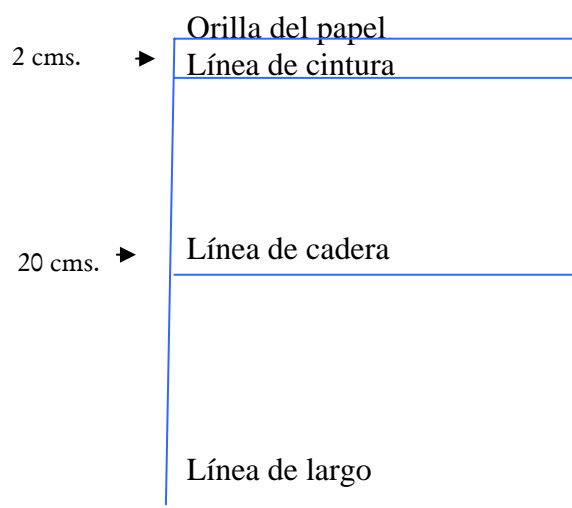 Orilla del papel
2 cms.
Línea de cintura
Línea de cadera
20 cms.
Línea de largo